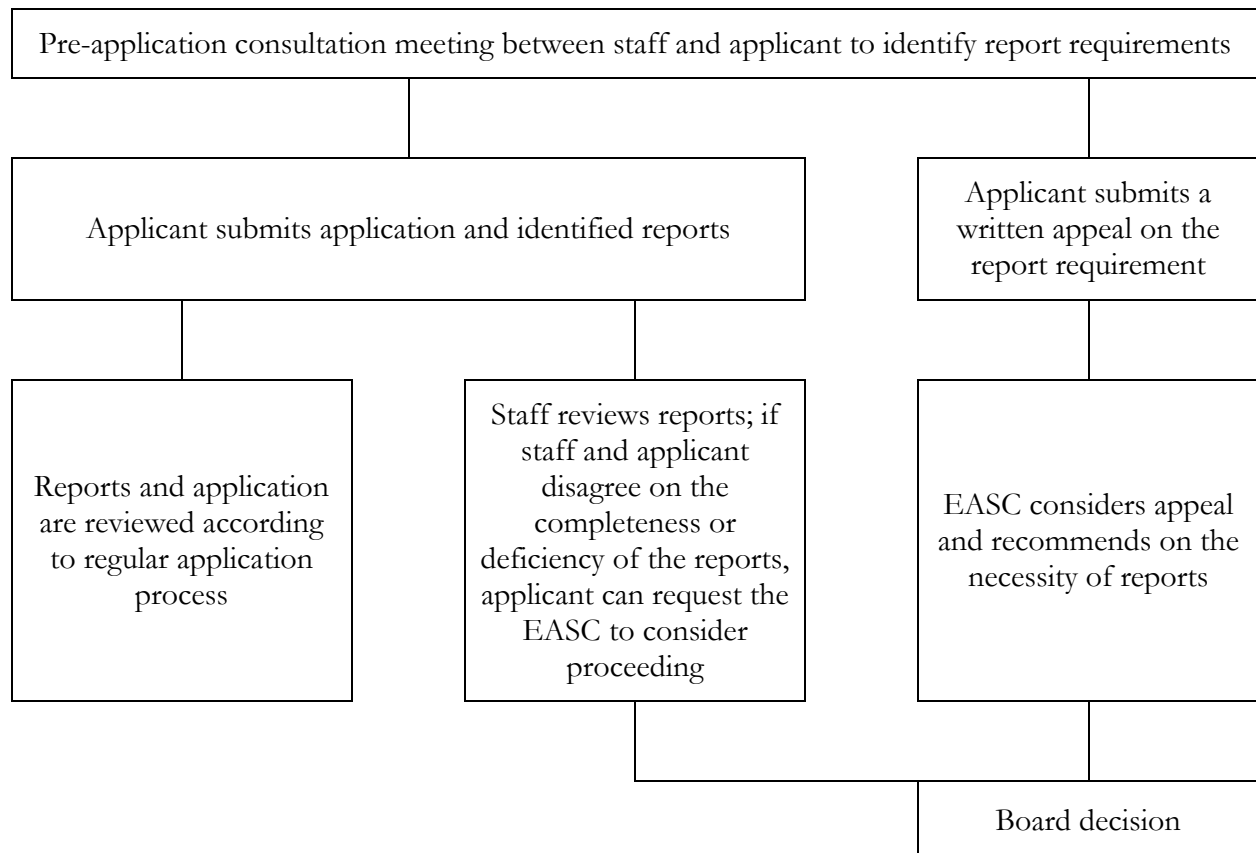 Pre-application consultation meeting between staff and applicant to identify report requirements
Applicant submits application and identified reports
Applicant submits a
written appeal on the
report requirement
Reports and application
are reviewed according
to regular application
process
Staff reviews reports; if
staff and applicant
disagree on the
completeness or
deficiency of the reports,
applicant can request the
EASC to consider
proceeding
EASC considers appeal
and recommends on the
necessity of reports
Board decision